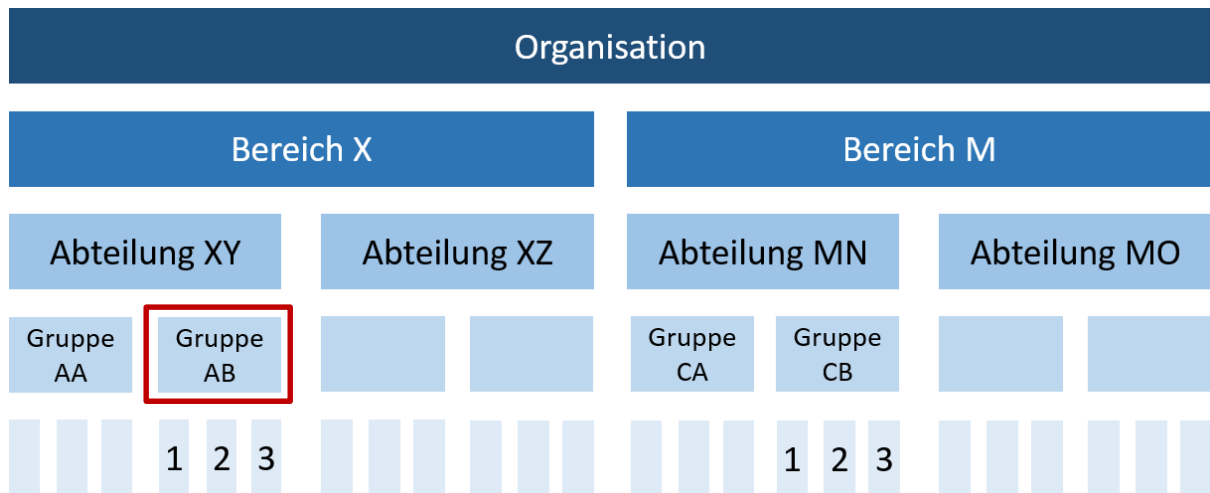 Organisation
Bereich X
Bereich M
Abteilung XY
Abteilung XZ
Abteilung MN
Abteilung MO
Gruppe
AA
Gruppe
AB
Gruppe
CA
Gruppe
CB
1 2 3
1 2 3